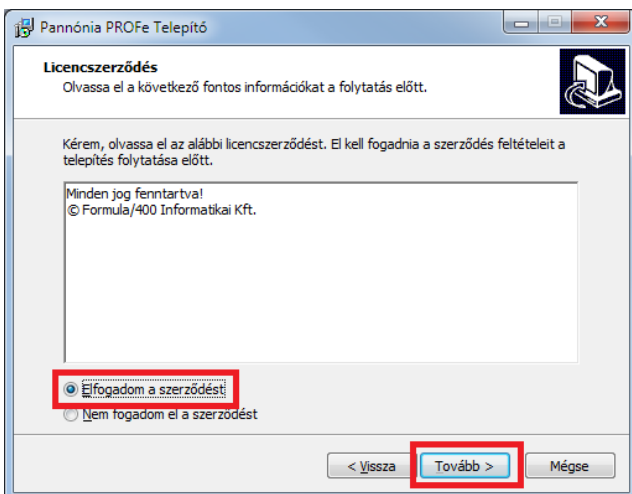 Pannónia PROFe Telepítő
Licencszerződés
Olvassa el a következő fontos információkat a folytatás előtt.
Kérem, olvassa el az alábbi licencszerződést. El kell fogadnia a szerződés feltételeit a
telepítés folytatása előtt.
Minden jog fenntartva!
© Formula/400 Informatikai Kft.
Elfogadom a szerződést
Nem fogadom el a szerződést
< Vissza
Tovább >
Mégse